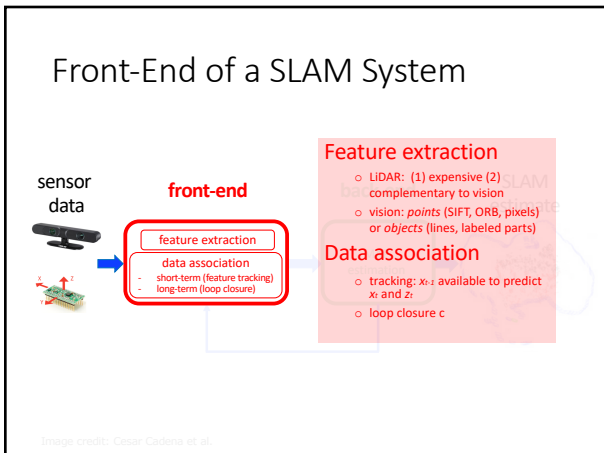 Front-End of a SLAM System
sensor
data
X
Z
Y
front-end
feature extraction
data association
- short-term (feature tracking)
- long-term (loop closure)
Feature extraction
○ LiDAR: (1) expensive (2)
complementary to vision
○ vision: points (SIFT, ORB, pixels)
or objects (lines, labeled parts)
Data association
○ tracking: xt-1 available to predict
xt and zt
○ loop closure c
SLAM
estimate
Image credit: Cesar Cadena et al.